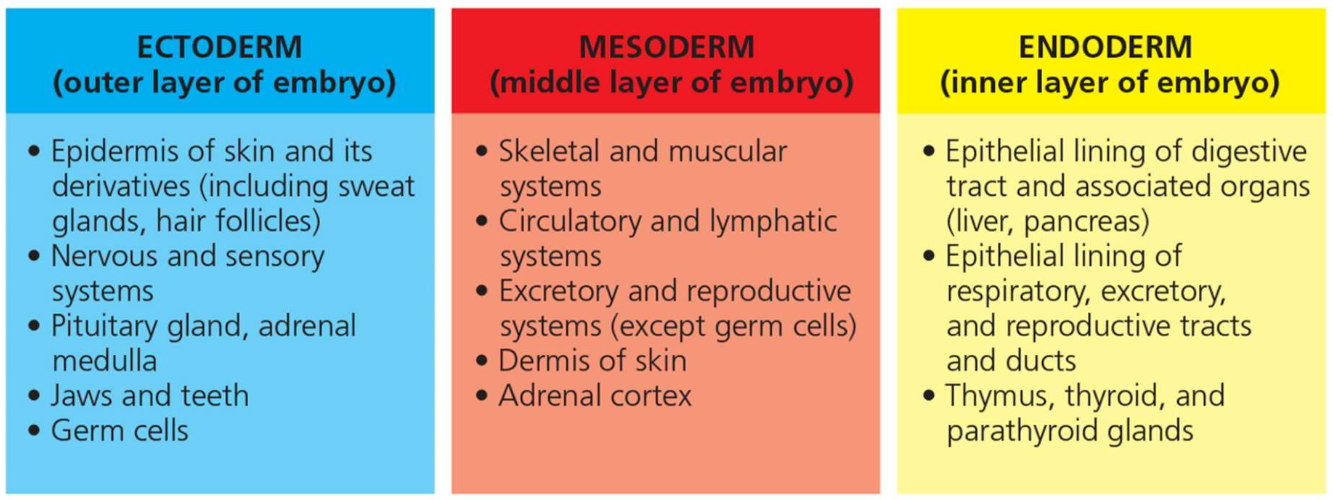 ECTODERM
(outer layer of embryo)
• Epidermis of skin and its
derivatives (including sweat
glands, hair follicles)
• Nervous and sensory
systems
• Pituitary gland, adrenal
medulla
• Jaws and teeth
• Germ cells
MESODERM
(middle layer of embryo)
• Skeletal and muscular
systems
• Circulatory and lymphatic
systems
• Excretory and reproductive
systems (except germ cells)
• Dermis of skin
• Adrenal cortex
ENDODERM
(inner layer of embryo)
• Epithelial lining of digestive
tract and associated organs
(liver, pancreas)
• Epithelial lining of
respiratory, excretory,
and reproductive tracts
and ducts
• Thymus, thyroid, and
parathyroid glands